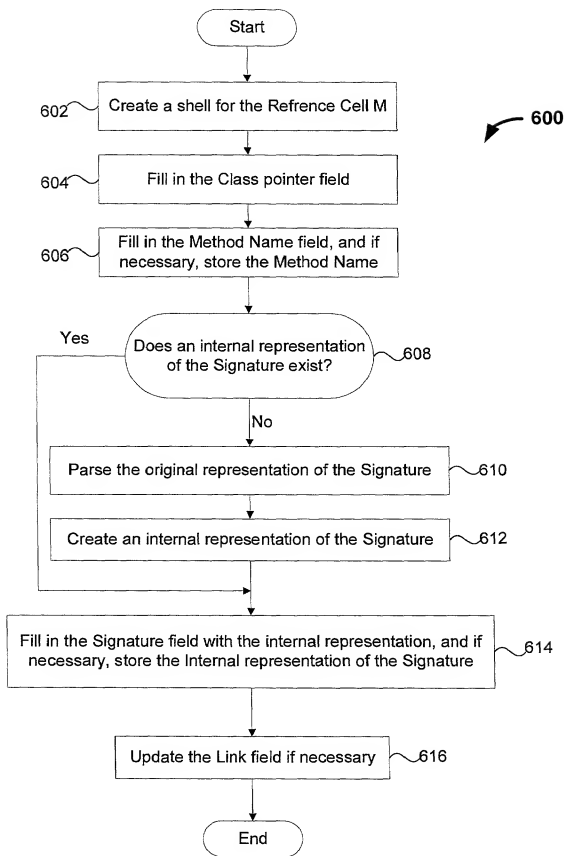 Start
602
Create a shell for the Refrence Cell M
600
604
Fill in the Class pointer field
606
Fill in the Method Name field, and if
necessary, store the Method Name
Yes
Does an internal representation
of the Signature exist?
608
No
Parse the original representation of the Signature
610
Create an internal representation of the Signature
612
Fill in the Signature field with the internal representation, and if
necessary, store the Internal representation of the Signature
614
Update the Link field if necessary
616
End